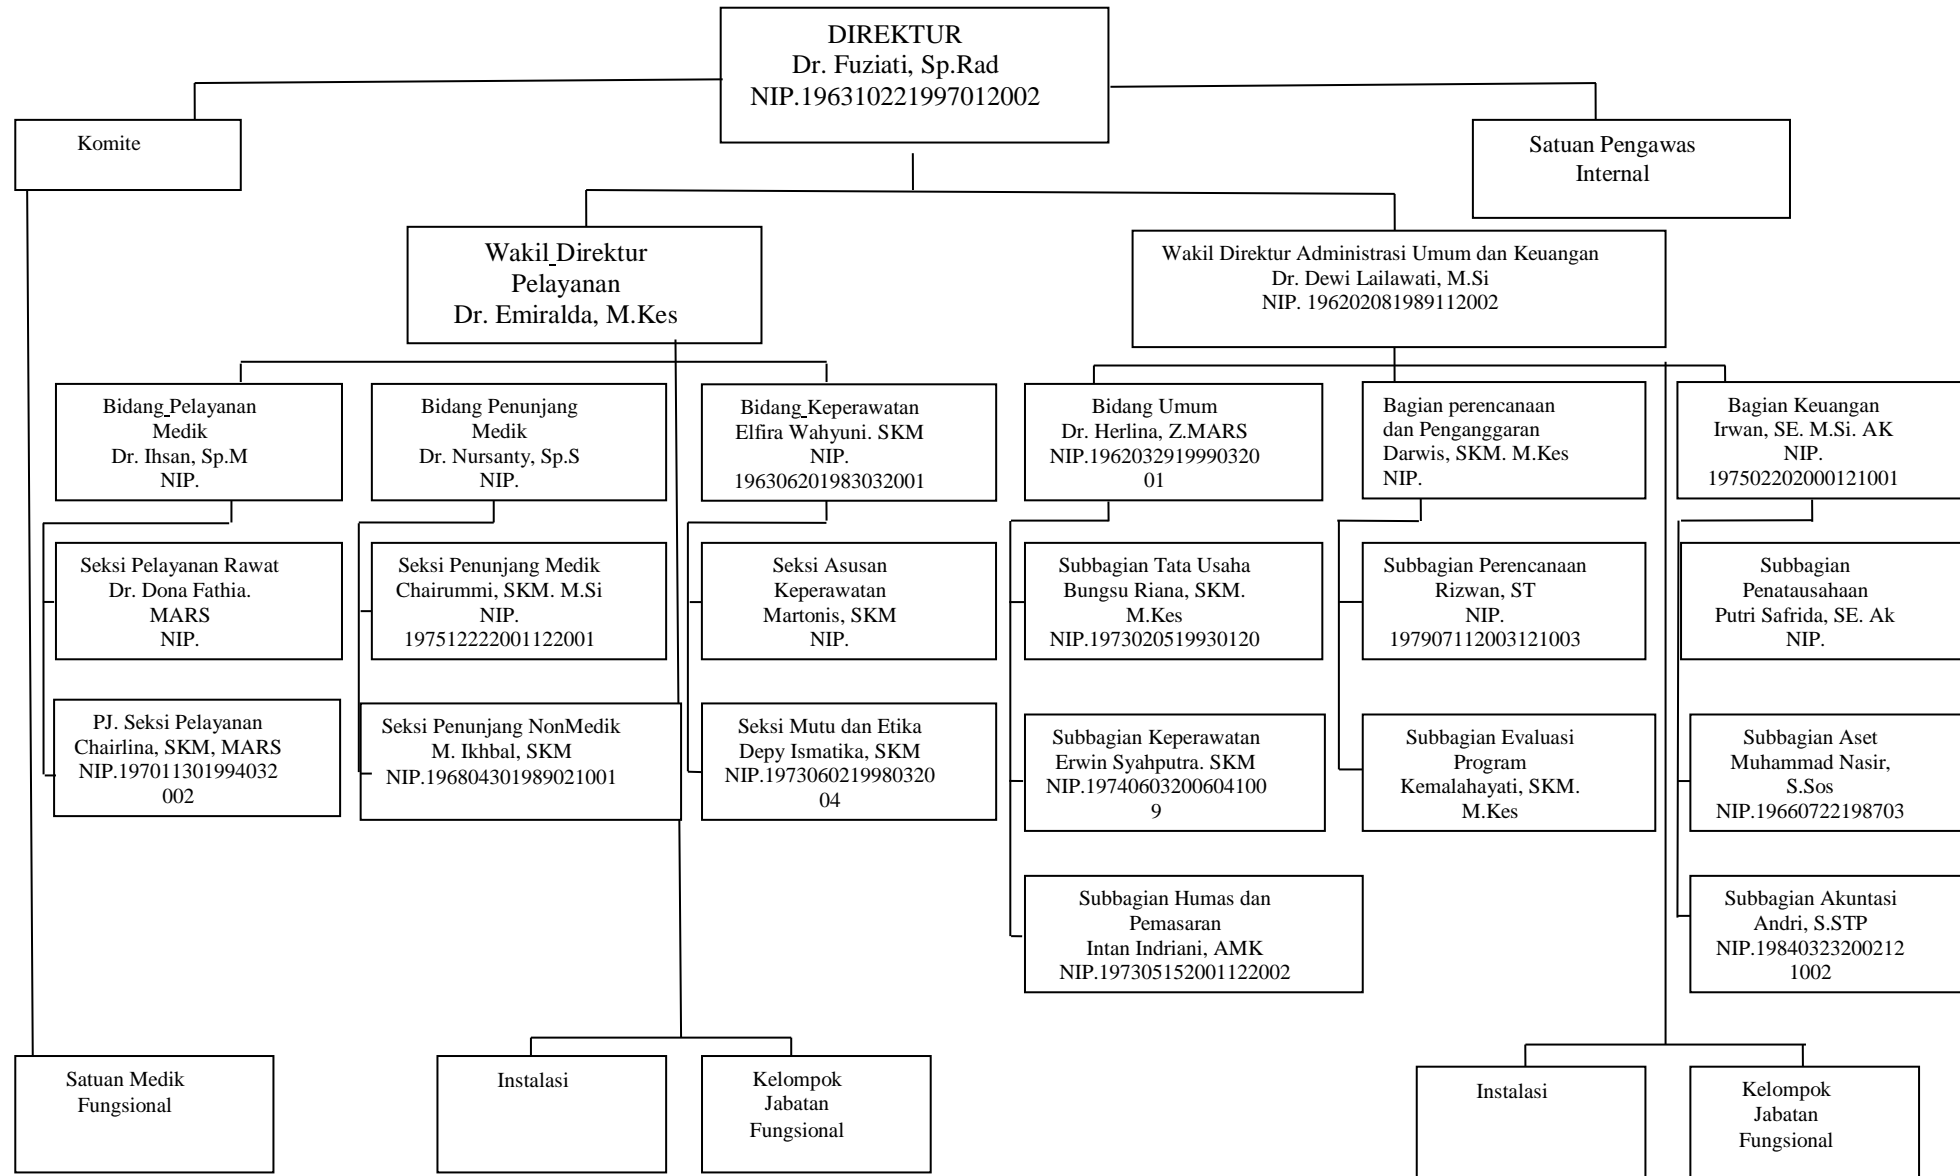 DIREKTUR
Dr. Fuziati, Sp.Rad
NIP.196310221997012002
Komite
Satuan Pengawas
Internal
Wakil Direktur
Pelayanan
Dr. Emiralda, M.Kes
Wakil Direktur Administrasi Umum dan Keuangan
Dr. Dewi Lailawati, M.Si
NIP. 196202081989112002
Bidang Pelayanan
Medik
Dr. Ihsan, Sp.M
NIP.
Bidang Penunjang
Medik
Dr. Nursanty, Sp.S
NIP.
Bidang Keperawatan
Elfira Wahyuni. SKM
NIP.
196306201983032001
Bidang Umum
Dr. Herlina, Z.MARS
NIP.1962032919990320
01
Bagian perencanaan
dan Penganggaran
Darwis, SKM. M.Kes
NIP.
Bagian Keuangan
Irwan, SE. M.Si. AK
NIP.
197502202000121001
Seksi Pelayanan Rawat
Dr. Dona Fathia.
MARS
NIP.
Seksi Penunjang Medik
Chairummi, SKM. M.Si
NIP.
197512222001122001
Seksi Asusan
Keperawatan
Martonis, SKM
NIP.
Subbagian Tata Usaha
Bungsu Riana, SKM.
M.Kes
NIP.1973020519930120
Subbagian Perencanaan
Rizwan, ST
NIP.
197907112003121003
Subbagian
Penatausahaan
Putri Safrida, SE. Ak
NIP.
PJ. Seksi Pelayanan
Chairlina, SKM, MARS
NIP.197011301994032
002
Seksi Penunjang NonMedik
M. Ikhbal, SKM
NIP.196804301989021001
Seksi Mutu dan Etika
Depy Ismatika, SKM
NIP.1973060219980320
04
Subbagian Keperawatan
Erwin Syahputra. SKM
NIP.19740603200604100
9
Subbagian Evaluasi
Program
Kemalahayati, SKM.
M.Kes
Subbagian Aset
Muhammad Nasir,
S.Sos
NIP.19660722198703
Subbagian Humas dan
Pemasaran
Intan Indriani, AMK
NIP.197305152001122002
Subbagian Akuntasi
Andri, S.STP
NIP.19840323200212
1002
Satuan Medik
Fungsional
Instalasi
Kelompok
Jabatan
Fungsional
Instalasi
Kelompok
Jabatan
Fungsional